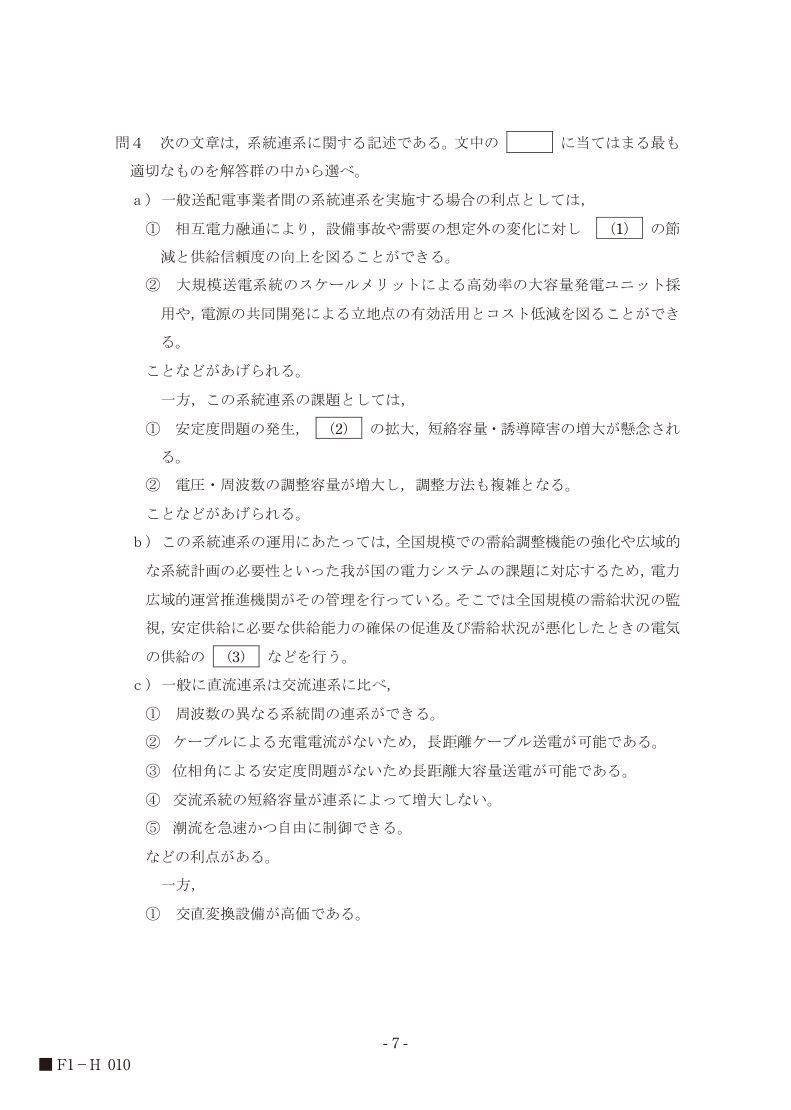 問４　次の文章は，系統連系に関する記述である。文中の　　　に当てはまる最も
適切なものを解答群の中から選べ。
ａ）一般送配電事業者間の系統連系を実施する場合の利点としては，
①　相互電力融通により，設備事故や需要の想定外の変化に対し　(1)　の節
減と供給信頼度の向上を図ることができる。
②　大規模送電系統のスケールメリットによる高効率の大容量発電ユニット採
用や，電源の共同開発による立地点の有効活用とコスト低減を図ることができ
る。
ことなどがあげられる。
一方，この系統連系の課題としては，
①　安定度問題の発生，　(2)　の拡大，短絡容量・誘導障害の増大が懸念され
る。
②　電圧・周波数の調整容量が増大し，調整方法も複雑となる。
ことなどがあげられる。
ｂ）この系統連系の運用にあたっては，全国規模での需給調整機能の強化や広域的
な系統計画の必要性といった我が国の電力システムの課題に対応するため，電力
広域的運営推進機関がその管理を行っている。そこでは全国規模の需給状況の監
視，安定供給に必要な供給能力の確保の促進及び需給状況が悪化したときの電気
の供給の　(3)　などを行う。
ｃ）一般に直流連系は交流連系に比べ，
①　周波数の異なる系統間の連系ができる。
②　ケーブルによる充電電流がないため，長距離ケーブル送電が可能である。
③　位相角による安定度問題がないため長距離大容量送電が可能である。
④　交流系統の短絡容量が連系によって増大しない。
⑤　潮流を急速かつ自由に制御できる。
などの利点がある。
一方，
①　交直変換設備が高価である。
- 7 -
■F1－H 010